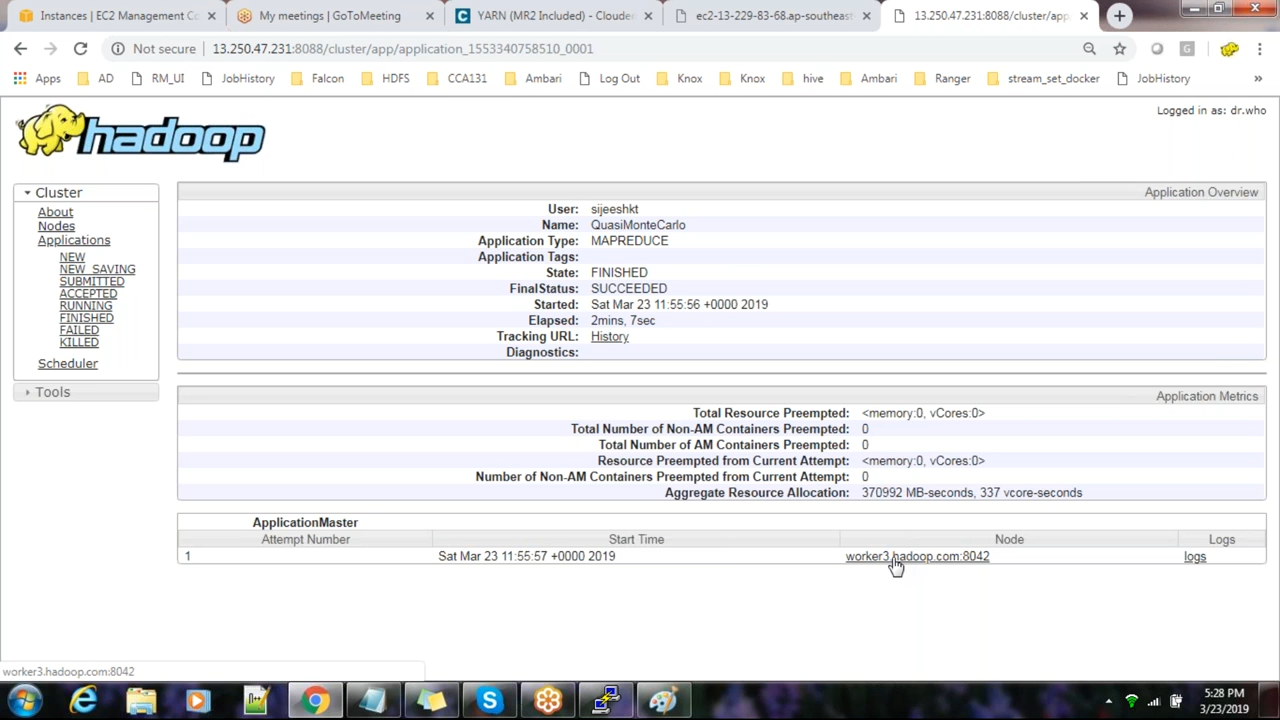 Instances | EC2 Management Co
My meetings | GoToMeeting
YARN (MR2 Included) - Clouder
ec2-13-229-83-68.ap-southeast
13.250.47.231:8088/cluster/app
Not secure | 13.250.47.231:8088/cluster/app/application_1553340758510_0001
Apps AD RM_UI JobHistory Falcon HDFS CCA131 Ambari Log Out Knox Knox hive Ambari Ranger stream_set_docker JobHistory »
Logged in as: dr.who
hadoop
Cluster
About
Nodes
Applications
NEW
NEW_SAVING
SUBMITTED
ACCEPTED
RUNNING
FINISHED
FAILED
KILLED
Scheduler
Tools
Application Overview
User: sijeeshkt
Name: QuasiMonteCarlo
Application Type: MAPREDUCE
Application Tags:
State: FINISHED
FinalStatus: SUCCEEDED
Started: Sat Mar 23 11:55:56 +0000 2019
Elapsed: 2mins, 7sec
Tracking URL: History
Diagnostics:
Application Metrics
Total Resource Preempted: <memory:0, vCores:0>
Total Number of Non-AM Containers Preempted: 0
Total Number of AM Containers Preempted: 0
Resource Preempted from Current Attempt: <memory:0, vCores:0>
Number of Non-AM Containers Preempted from Current Attempt: 0
Aggregate Resource Allocation: 370992 MB-seconds, 337 vcore-seconds
ApplicationMaster
Attempt Number Start Time Node Logs
1 Sat Mar 23 11:55:57 +0000 2019 worker3.hadoop.com:8042 logs
worker3.hadoop.com:8042
5:28 PM
3/23/2019